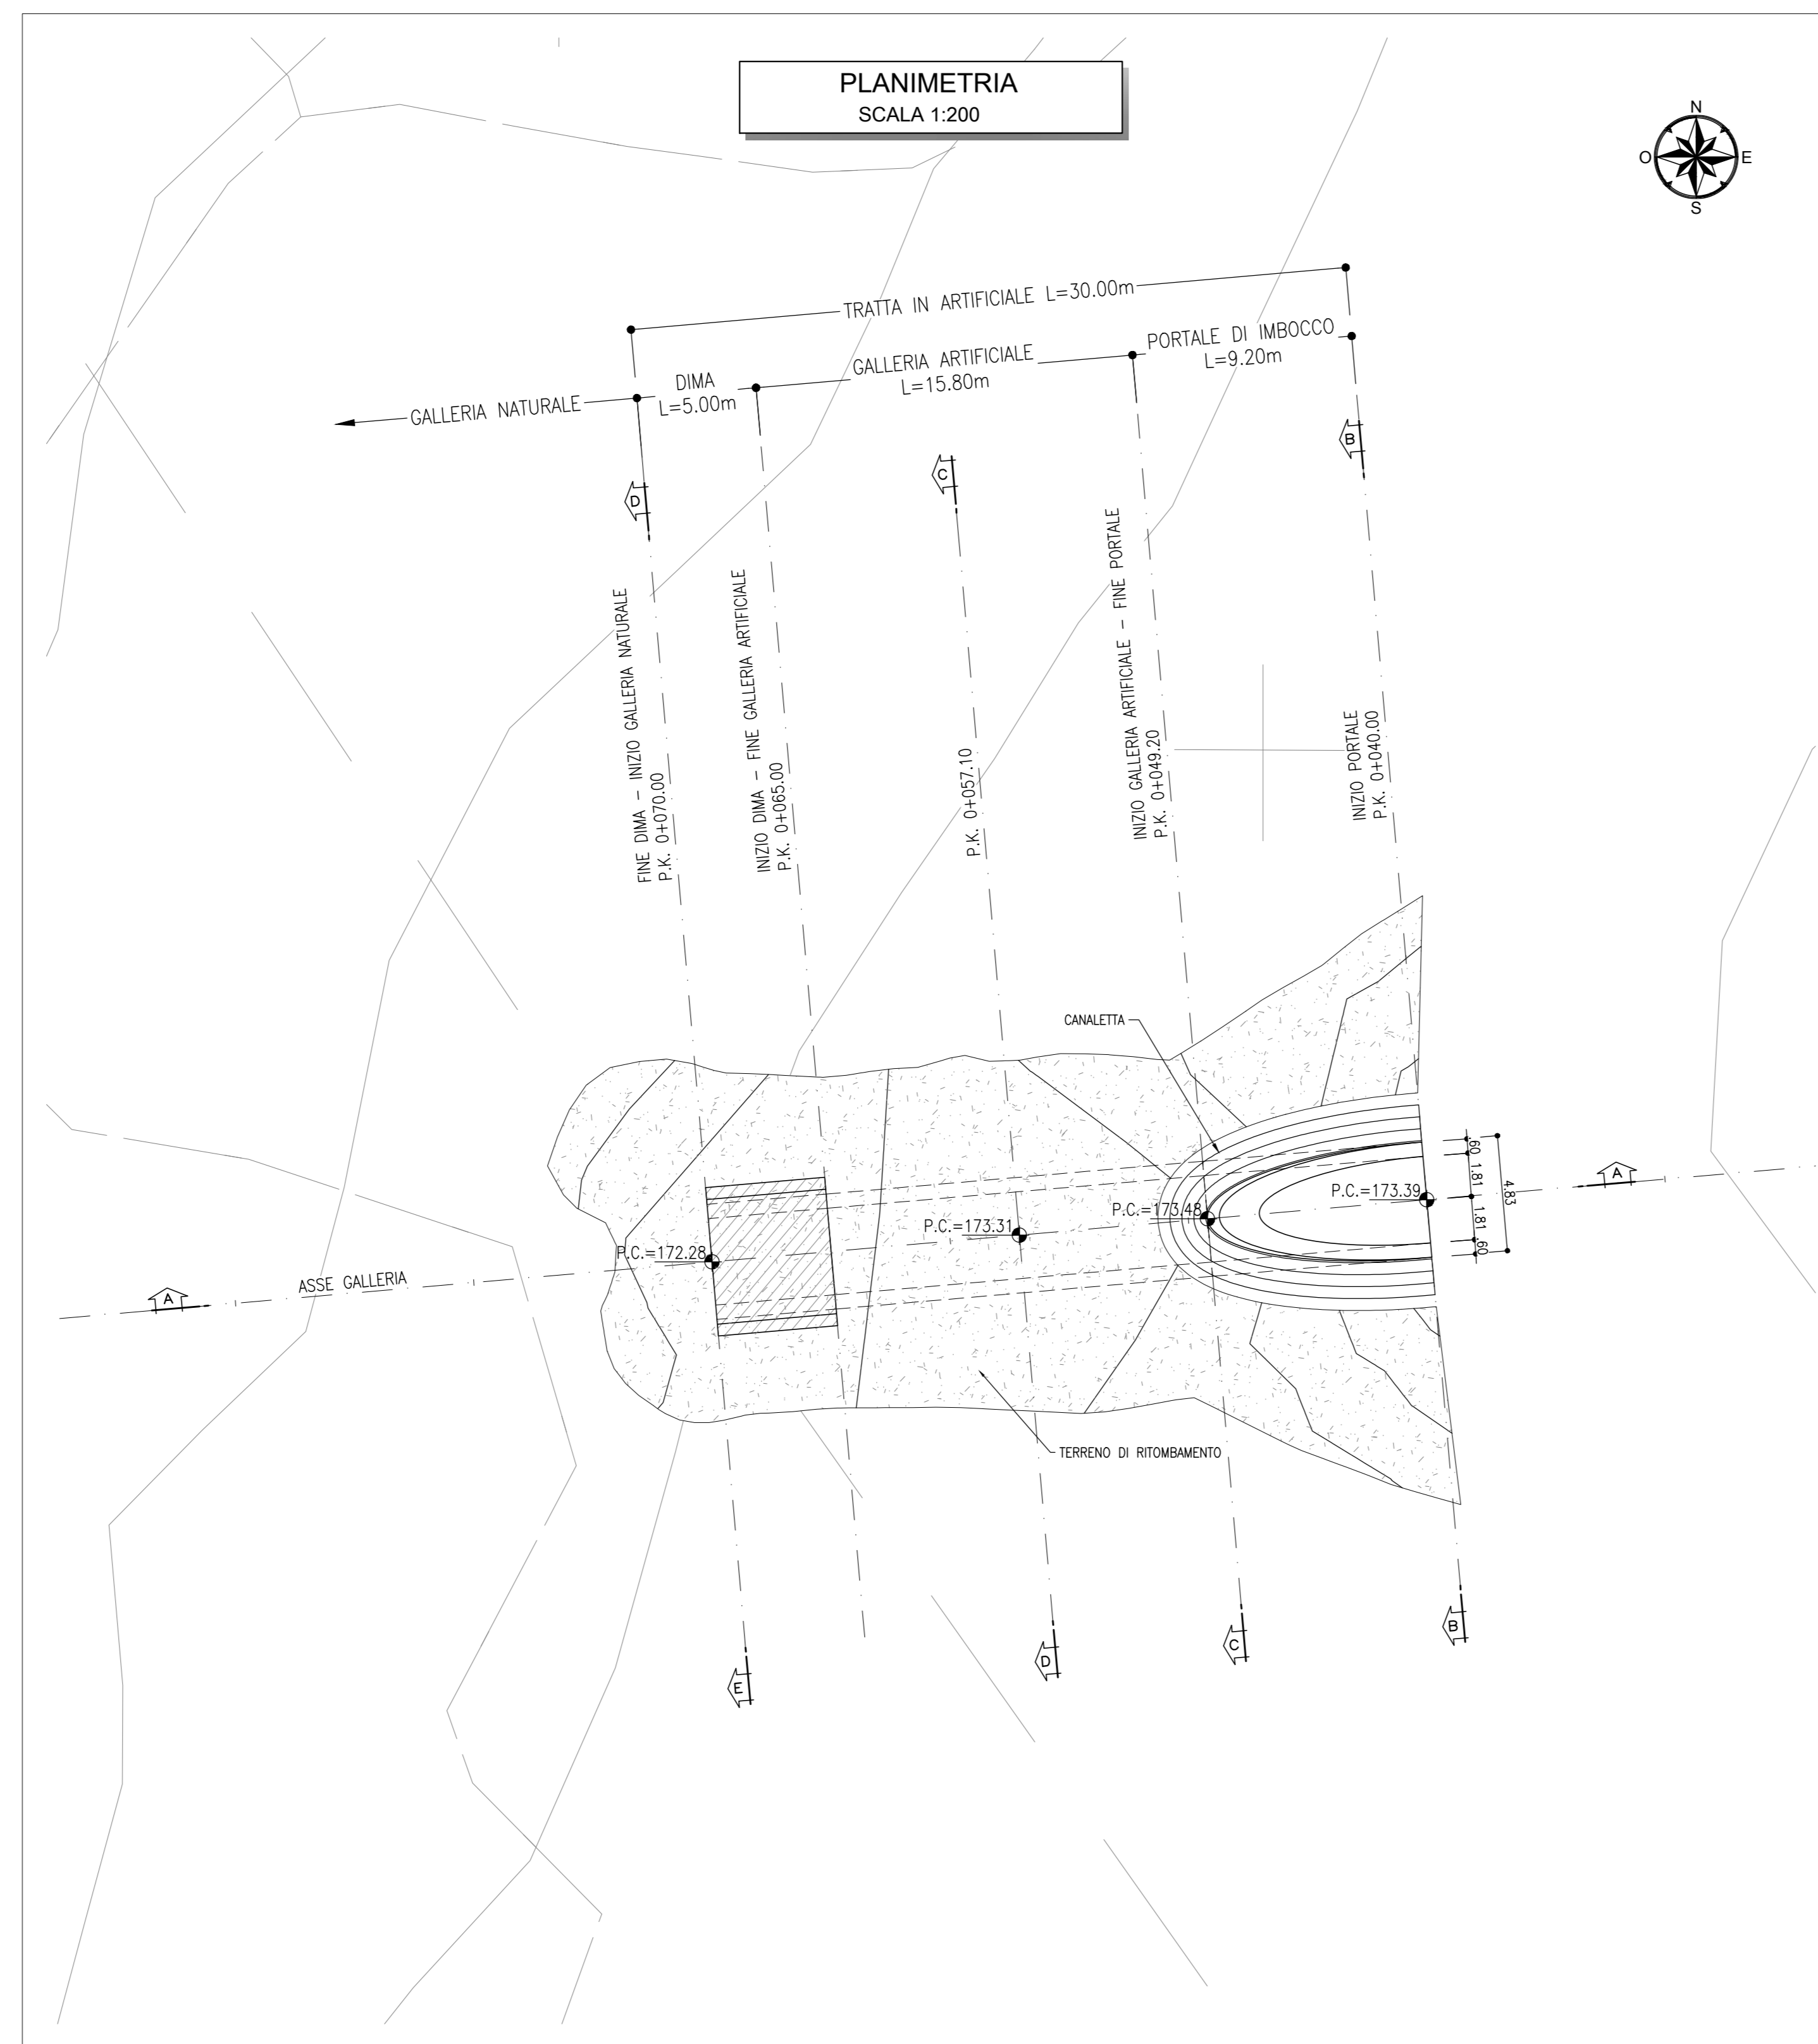 PLANIMETRIA
SCALA 1:200
N
O
E
S
TRATTA IN ARTIFICIALE L=30.00m
PORTALE DI IMBOCCO
L=9.20m
GALLERIA ARTIFICIALE
L=15.80m
DIMA
L=5.00m
GALLERIA NATURALE
B
C
D
FINE DIMA - INIZIO GALLERIA NATURALE
P.K. 0+070.00
INIZIO DIMA - FINE GALLERIA ARTIFICIALE
P.K. 0+065.00
P.K. 0+057.10
INIZIO GALLERIA ARTIFICIALE - FINE PORTALE
P.K. 0+049.20
INIZIO PORTALE
P.K. 0+040.00
CANALETTA
.60
1.81
4.83
1.81
.60
A
P.C.=173.39
P.C.=173.48
P.C.=173.31
P.C.=172.28
ASSE GALLERIA
A
TERRENO DI RITOMBAMENTO
B
C
D
E